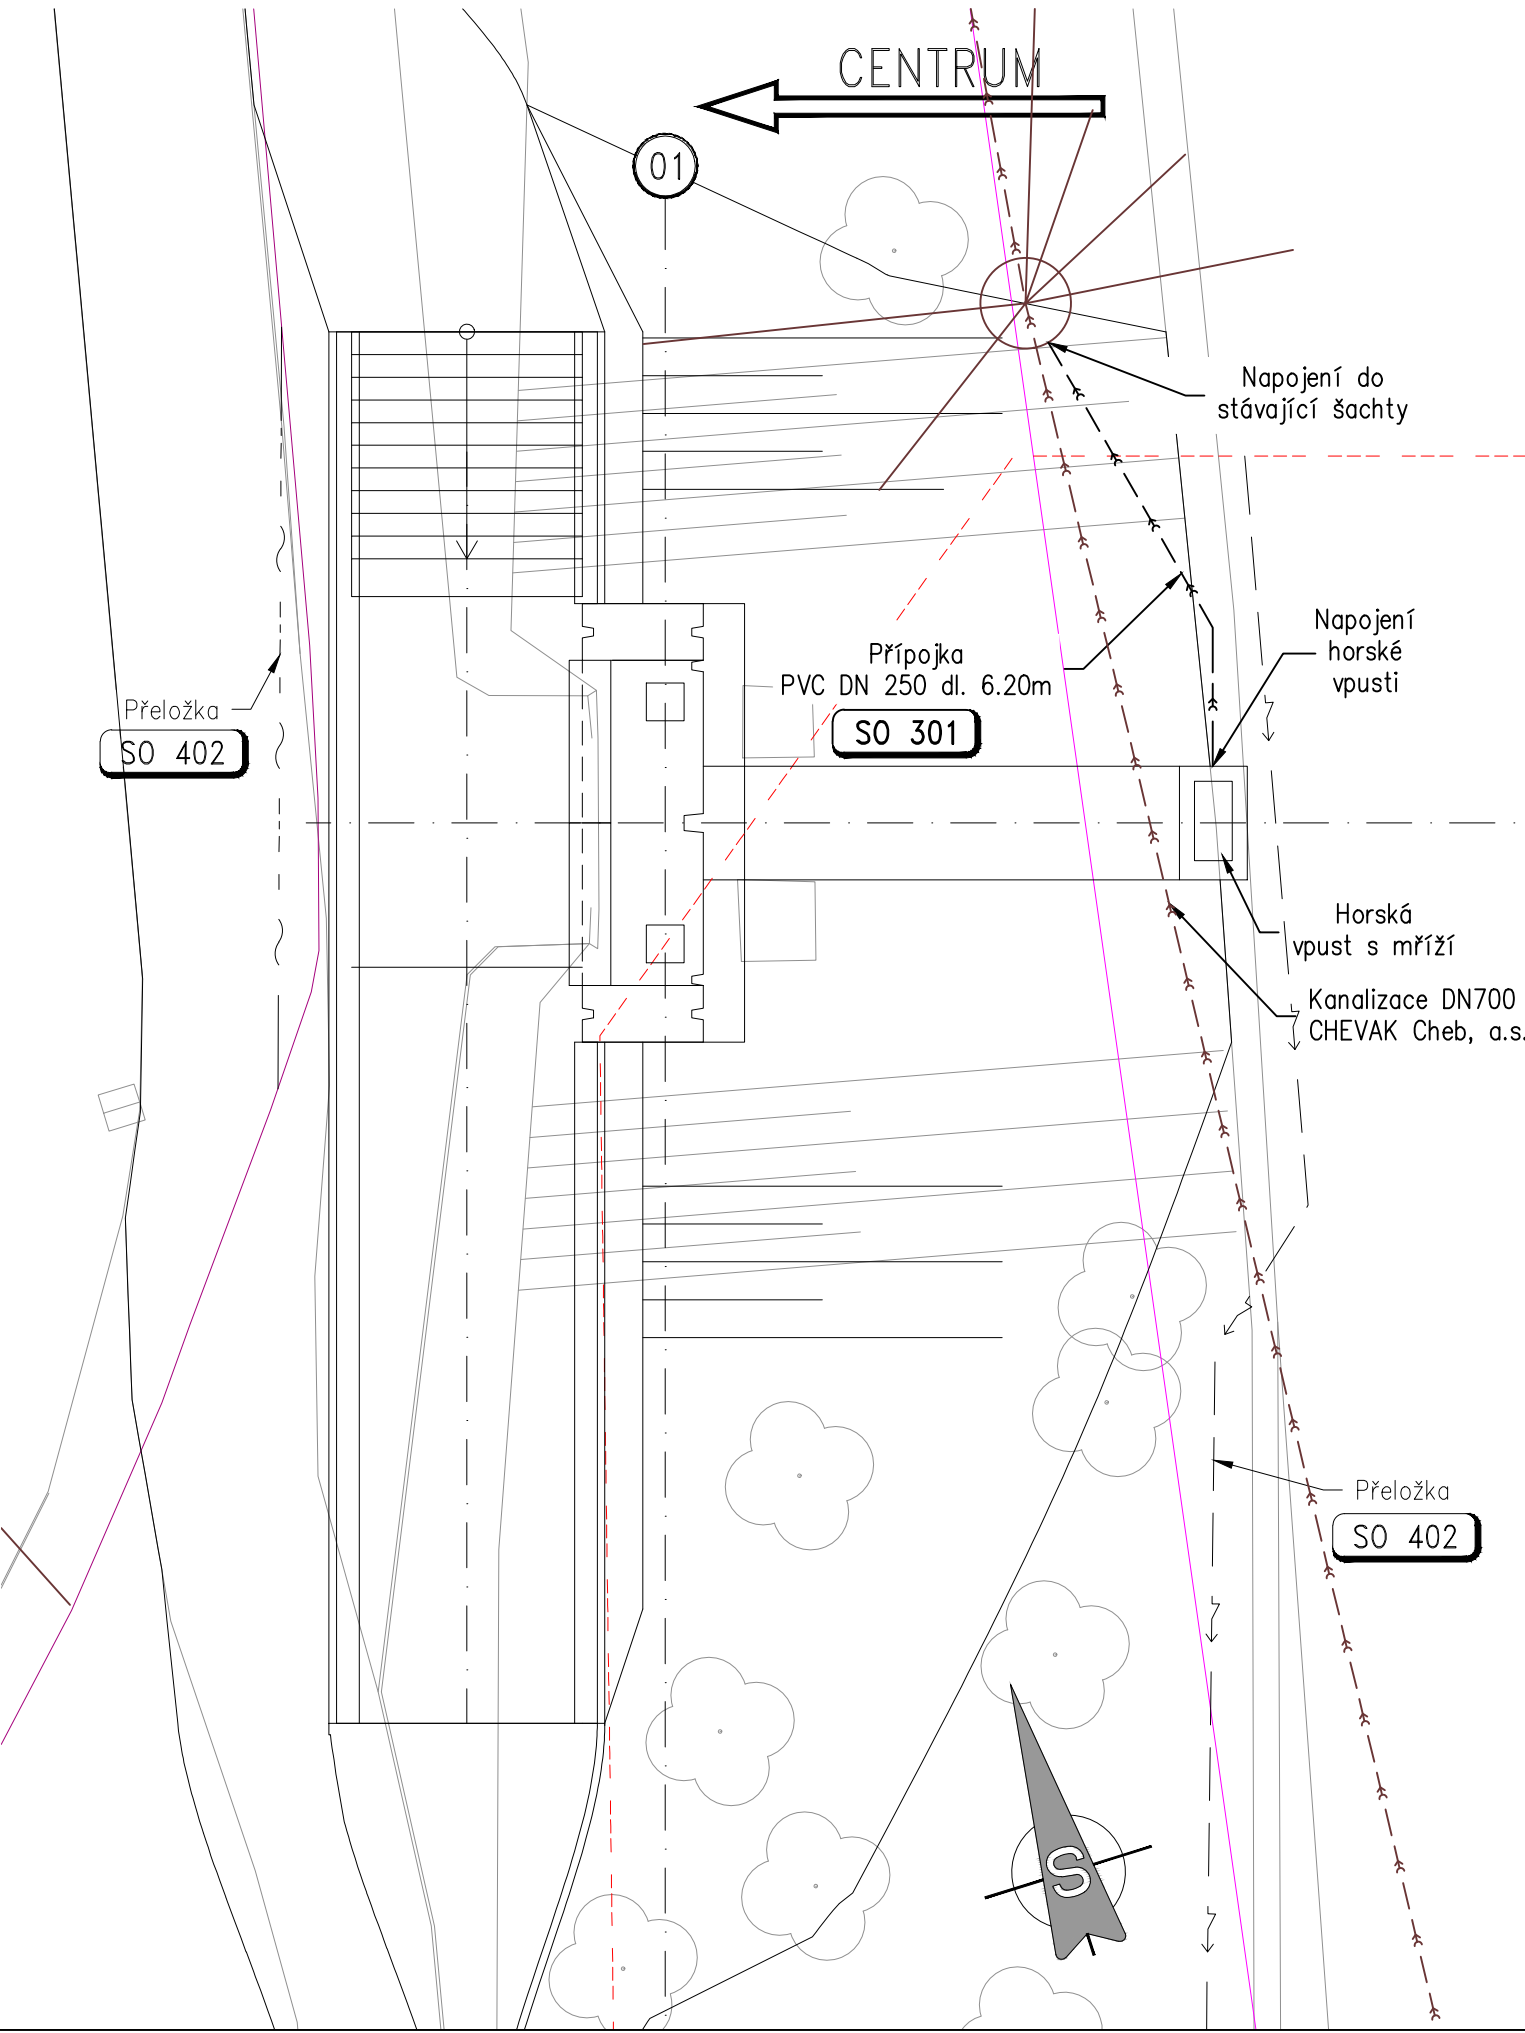 CENTRUM
01
Napojení do
stávající šachty
Napojení
horské
vpusti
Přípojka
PVC DN 250 dl. 6.20m
SO 301
Přeložka
SO 402
Horská
vpust s mříží
Kanalizace DN700
CHEVAK Cheb, a.s.
Přeložka
SO 402
S